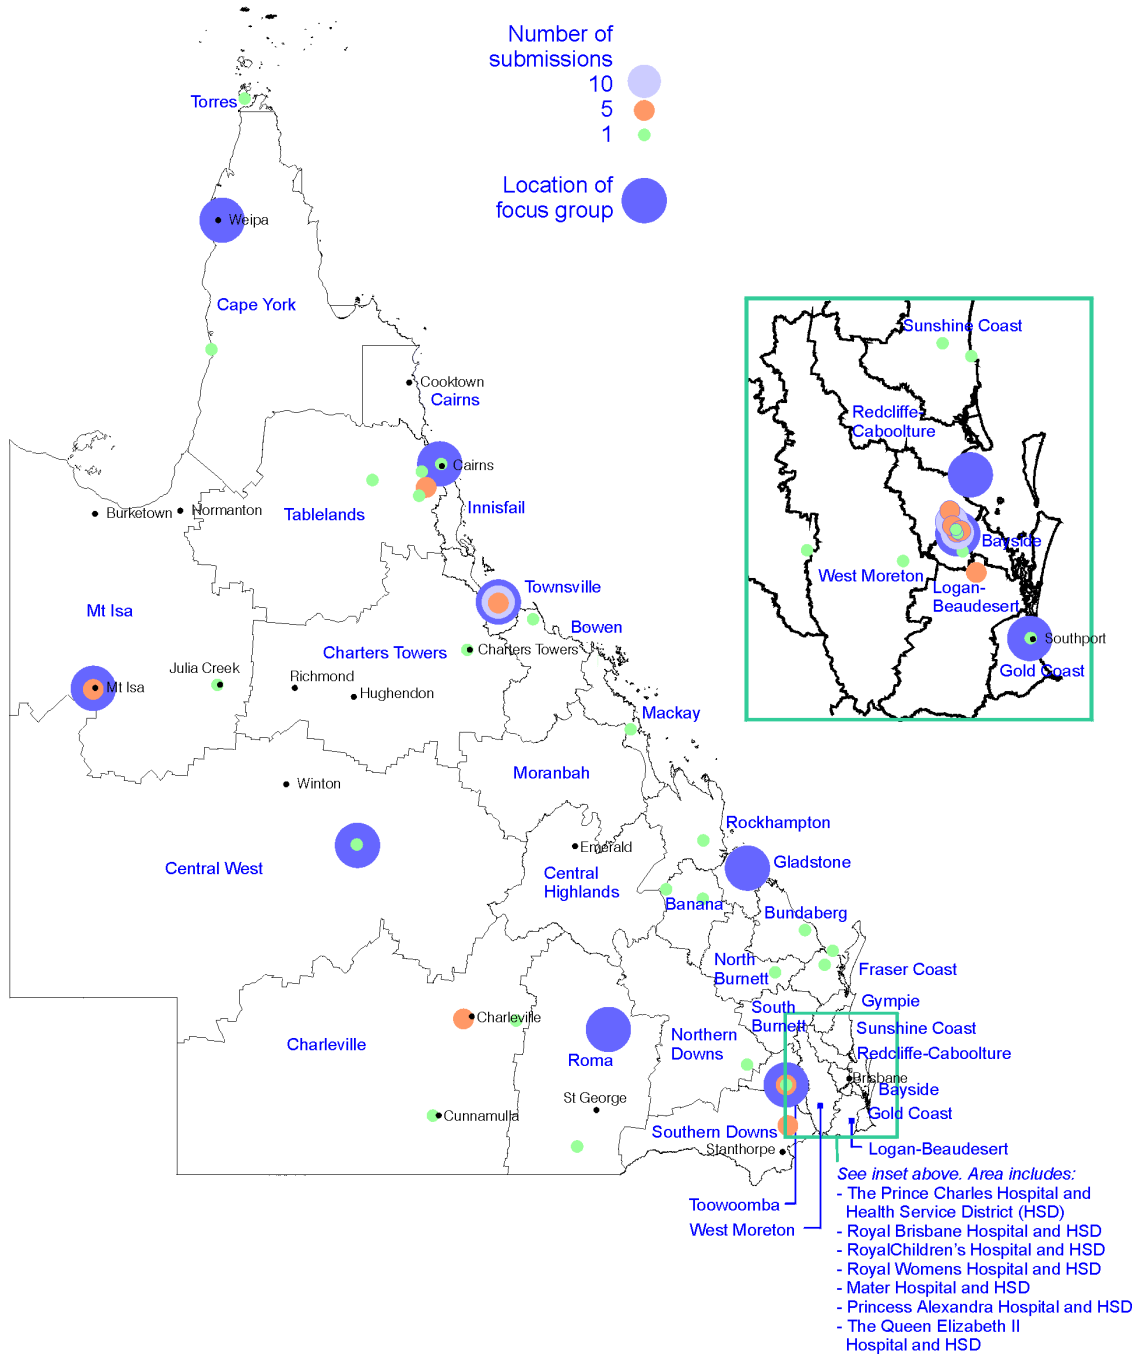 Number of
submissions
10
5
1
Location of
focus group
Torres
Weipa
Cape York
Cooktown
Cairns
Cairns
Burketown
Normanton
Tablelands
Innisfail
Mt Isa
Townsville
Bowen
Charters Towers
Charters Towers
Julia Creek
Richmond
Mt Isa
Hughendon
Mackay
Moranbah
Winton
Rockhampton
Emerald
Gladstone
Central West
Central
Highlands
Banana
Bundaberg
North
Burnett
Fraser Coast
Gympie
South
Burnett
Charleville
Charleville
Roma
Northern
Downs
Sunshine Coast
Redcliffe-Caboolture
Brisbane
Bayside
Gold Coast
St George
Cunnamulla
Southern Downs
Stanthorpe
Logan-Beaudesert
Toowoomba
West Moreton
Sunshine Coast
Redcliffe-
Caboolture
Bayside
West Moreton
Logan-
Beaudesert
Southport
Gold Coast
See inset above. Area includes:
- The Prince Charles Hospital and
Health Service District (HSD)
- Royal Brisbane Hospital and HSD
- RoyalChildren's Hospital and HSD
- Royal Womens Hospital and HSD
- Mater Hospital and HSD
- Princess Alexandra Hospital and HSD
- The Queen Elizabeth II
Hospital and HSD